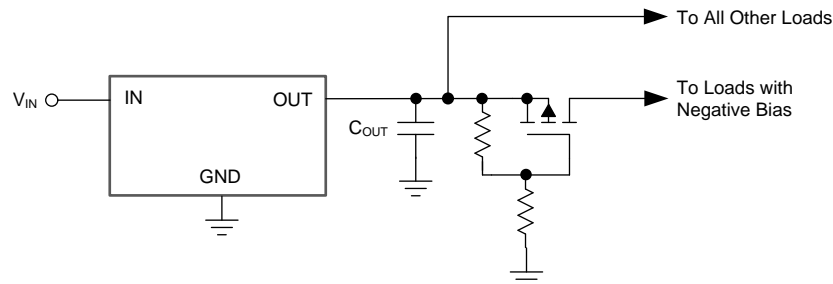 To All Other Loads
V_IN
IN
OUT
To Loads with
Negative Bias
C_OUT
GND